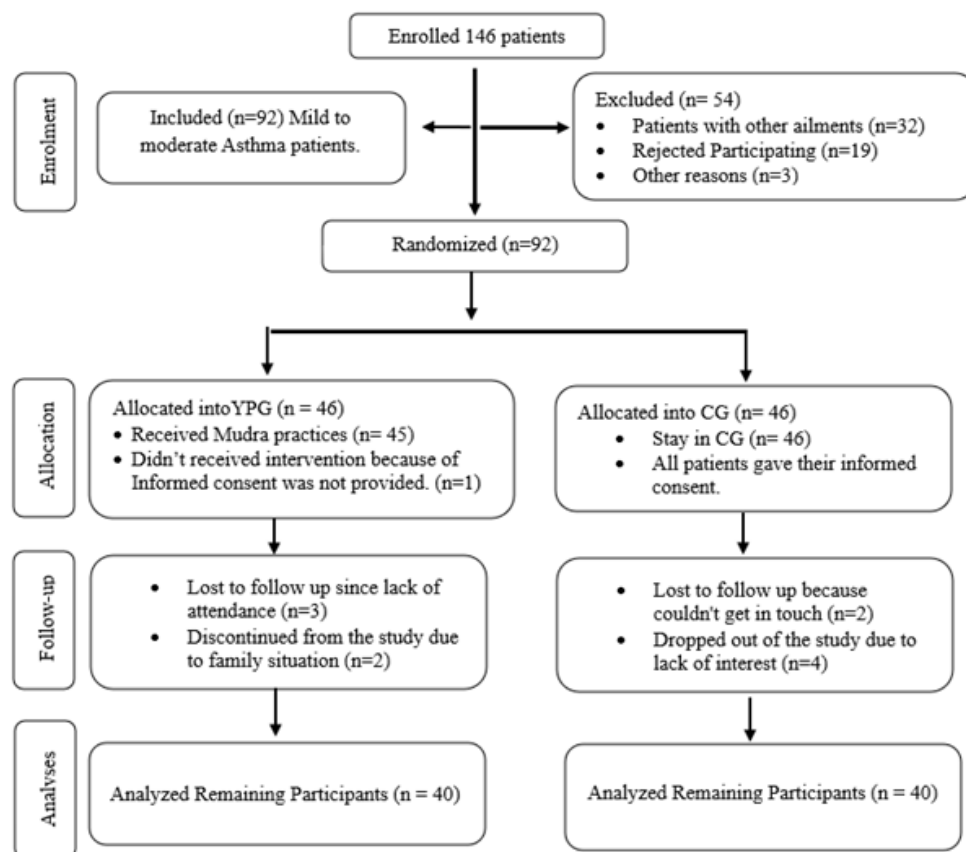 Enrolled 146 patients
Enrolment
Included (n=92) Mild to
moderate Asthma patients.
Excluded (n= 54)
• Patients with other ailments (n=32)
• Rejected Participating (n=19)
• Other reasons (n=3)
Randomized (n=92)
Allocation
Allocated intoYPG (n = 46)
• Received Mudra practices (n= 45)
• Didn't received intervention because of
Informed consent was not provided. (n=1)
Allocated into CG (n= 46)
• Stay in CG (n= 46)
• All patients gave their informed
consent.
Follow-up
• Lost to follow up since lack of
attendance (n=3)
• Discontinued from the study due
to family situation (n=2)
• Lost to follow up because
couldn't get in touch (n=2)
• Dropped out of the study due to
lack of interest (n=4)
Analyses
Analyzed Remaining Participants (n = 40)
Analyzed Remaining Participants (n = 40)